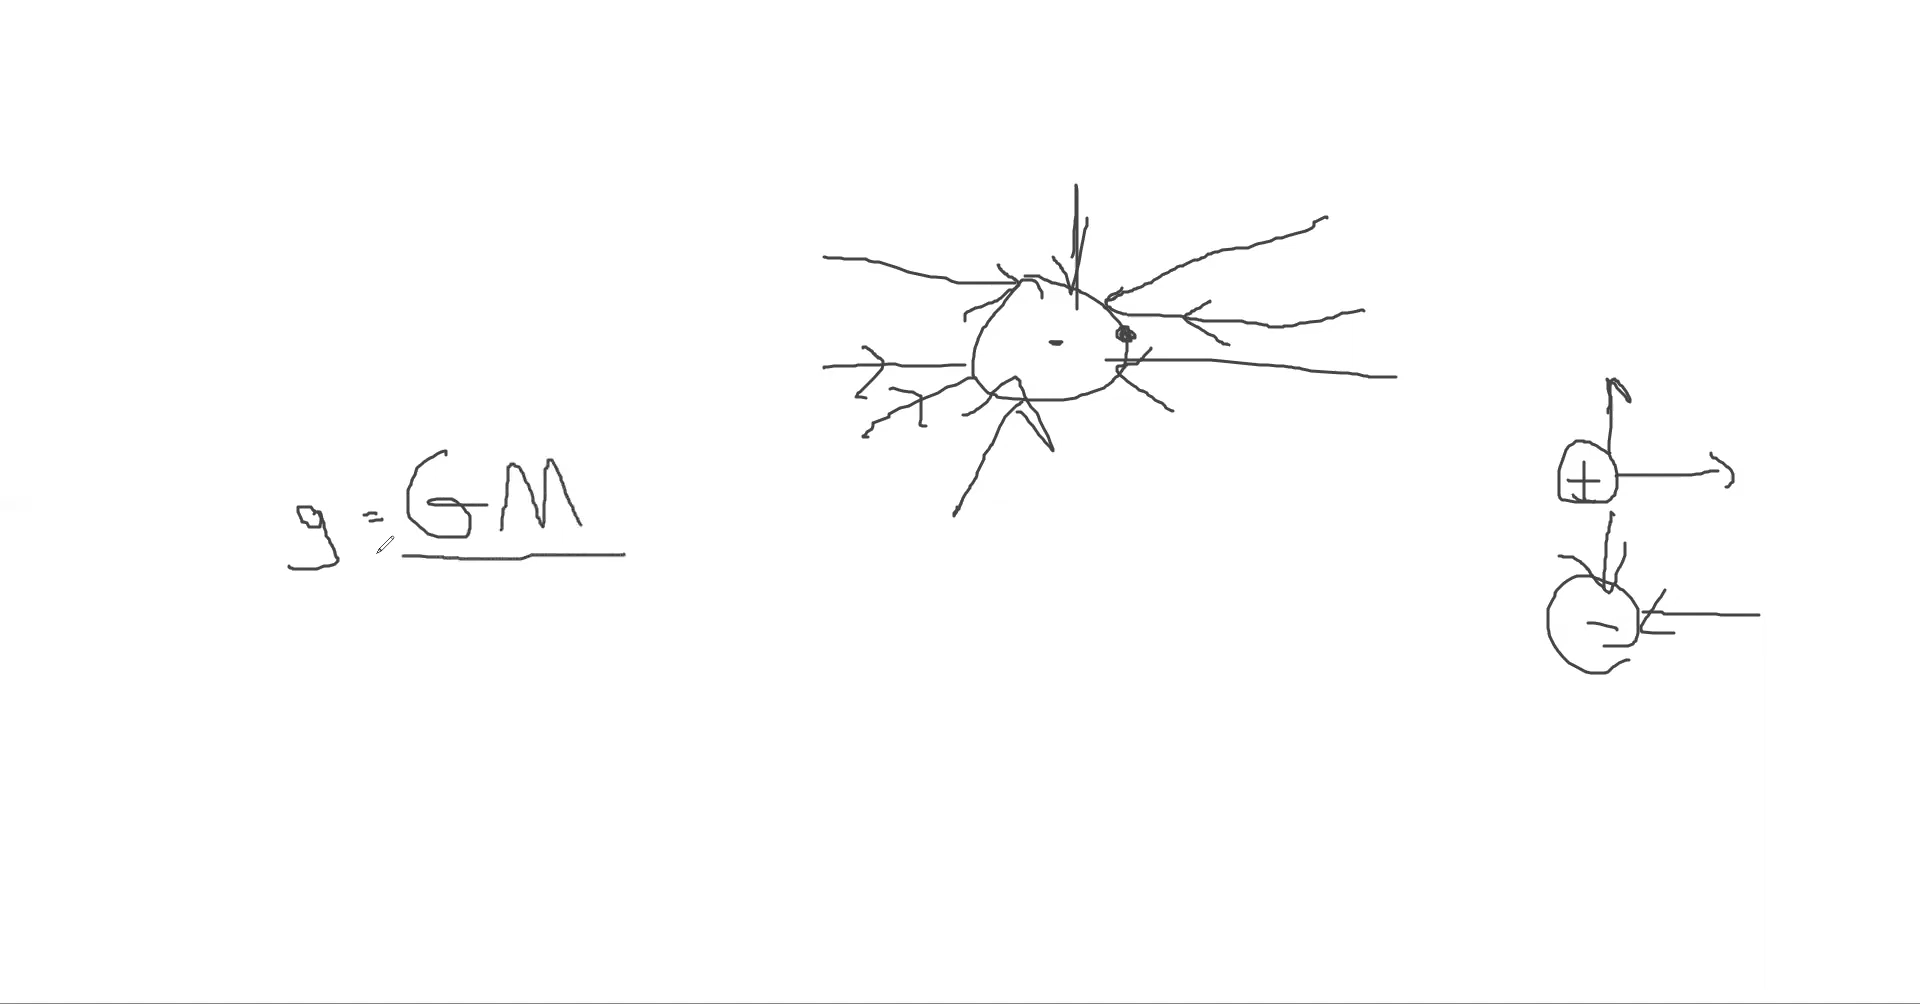 g = GM
-
+
-